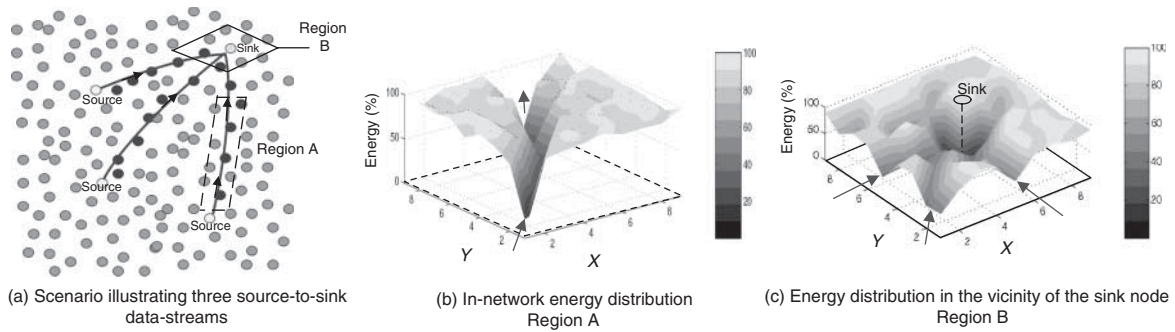 Region
B
Sink
Source
Region A
Source
Source
(a) Scenario illustrating three source-to-sink
data-streams
Energy (%)
100
50
0
8
6
4
2
Y
2
4
6
8
X
100
80
60
40
20
(b) In-network energy distribution
Region A
Sink
Energy (%)
100
50
0
8
6
4
2
Y
2
4
6
8
X
100
80
60
40
20
(c) Energy distribution in the vicinity of the sink node
Region B